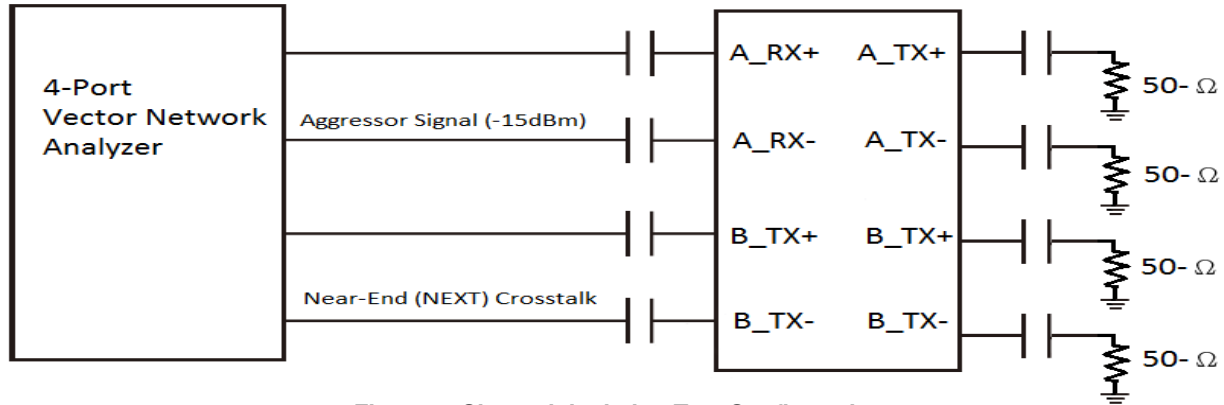 4-Port
Vector Network
Analyzer
Aggressor Signal (-15dBm)
Near-End (NEXT) Crosstalk
A_RX+ A_TX+
A_RX- A_TX-
B_TX+ B_TX+
B_TX- B_TX-
50- Ω
50- Ω
50- Ω
50- Ω